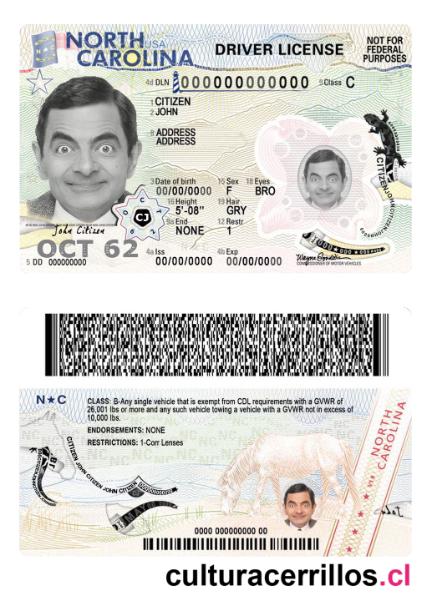 NORTH USA
CAROLINA
DRIVER LICENSE
NOT FOR
FEDERAL
PURPOSES
4d DLN 000000000000 9Class C
1 CITIZEN
2 JOHN
8 ADDRESS
ADDRESS
3Date of birth 15 Sex 18 Eyes
00/00/0000 F BRO
16 Height 19 Hair
5'-08" GRY
9a End 12 Restr
NONE 1
4a Iss 4b Exp
00/00/0000 00/00/0000
John Citizen
OCT 62
5 DD 000000000
C
CJ
COMMISSIONER OF MOTOR VEHICLES
N★C
CLASS: B-Any single vehicle that is exempt from CDL requirements with a GVWR of
26,001 lbs or more and any such vehicle towing a vehicle with a GVWR not in excess of
10,000 lbs.
ENDORSEMENTS: NONE
RESTRICTIONS: 1-Corr Lenses
NORTH
CAROLINA
USA
CITIZEN JOHN CITIZEN JOHN CITIZEN
0000 000000000 00
culturacerrillos.cl